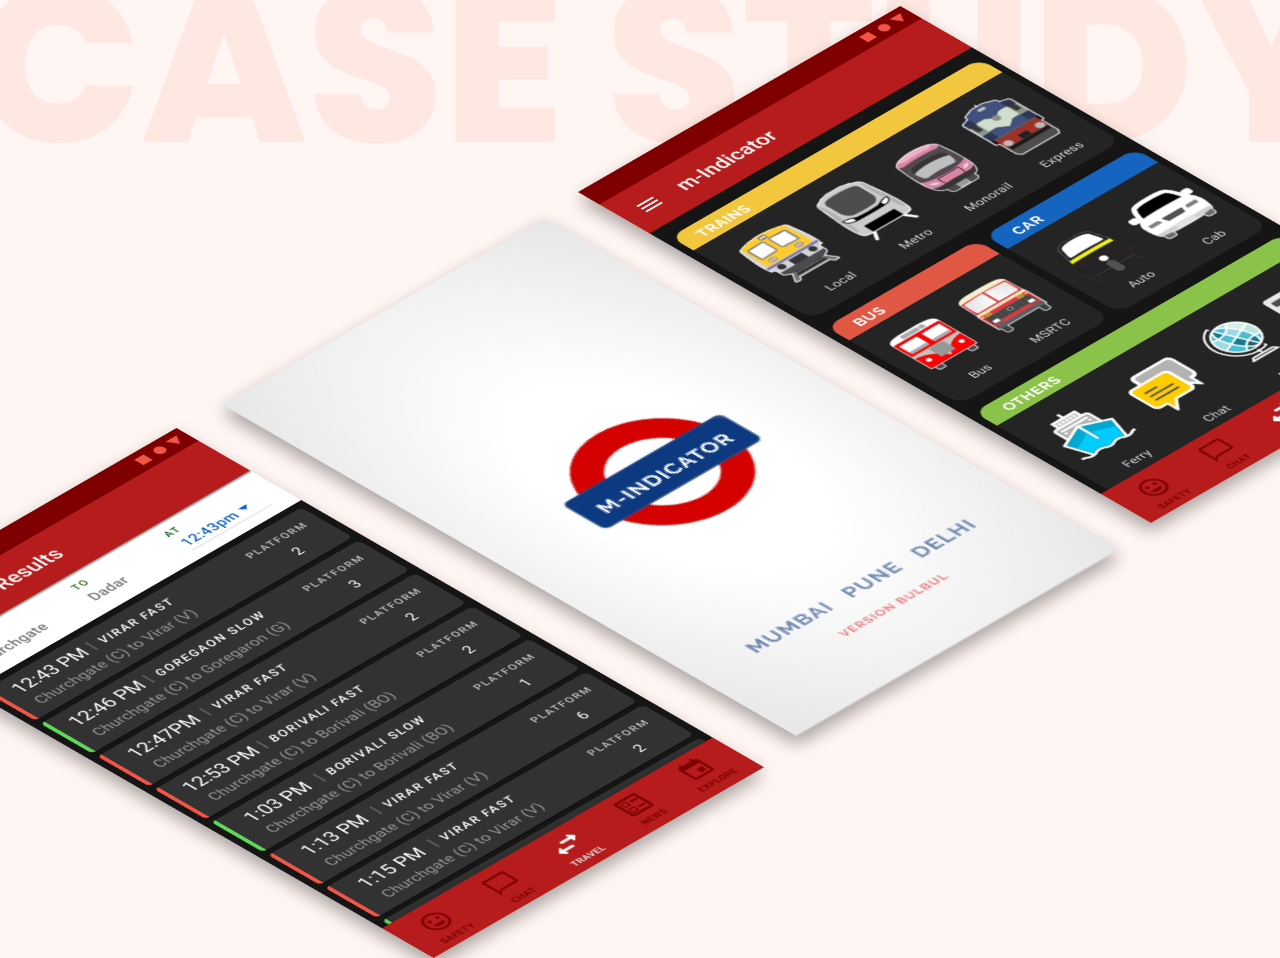 CASE STUDY
m-Indicator
TRAINS
Local
Metro
Monorail
Express
BUS
Bus
MSRTC
CAR
Auto
Cab
OTHERS
Ferry
Chat
SAFETY
CHAT
M-INDICATOR
MUMBAI PUNE DELHI
VERSION BULBUL
Results
TO
AT
Dadar
12:43pm
12:43 PM | VIRAR FAST
Churchgate (C) to Virar (V)
PLATFORM
2
12:46 PM | GOREGAON SLOW
Churchgate (C) to Goregaron (G)
PLATFORM
3
12:47PM | VIRAR FAST
Churchgate (C) to Virar (V)
PLATFORM
2
12:53 PM | BORIVALI FAST
Churchgate (C) to Borivali (BO)
PLATFORM
2
1:03 PM | BORIVALI SLOW
Churchgate (C) to Borivali (BO)
PLATFORM
1
1:13 PM | VIRAR FAST
Churchgate (C) to Virar (V)
PLATFORM
6
1:15 PM | VIRAR FAST
Churchgate (C) to Virar (V)
PLATFORM
2
SAFETY
CHAT
TRAVEL
NEWS
EXPLORE